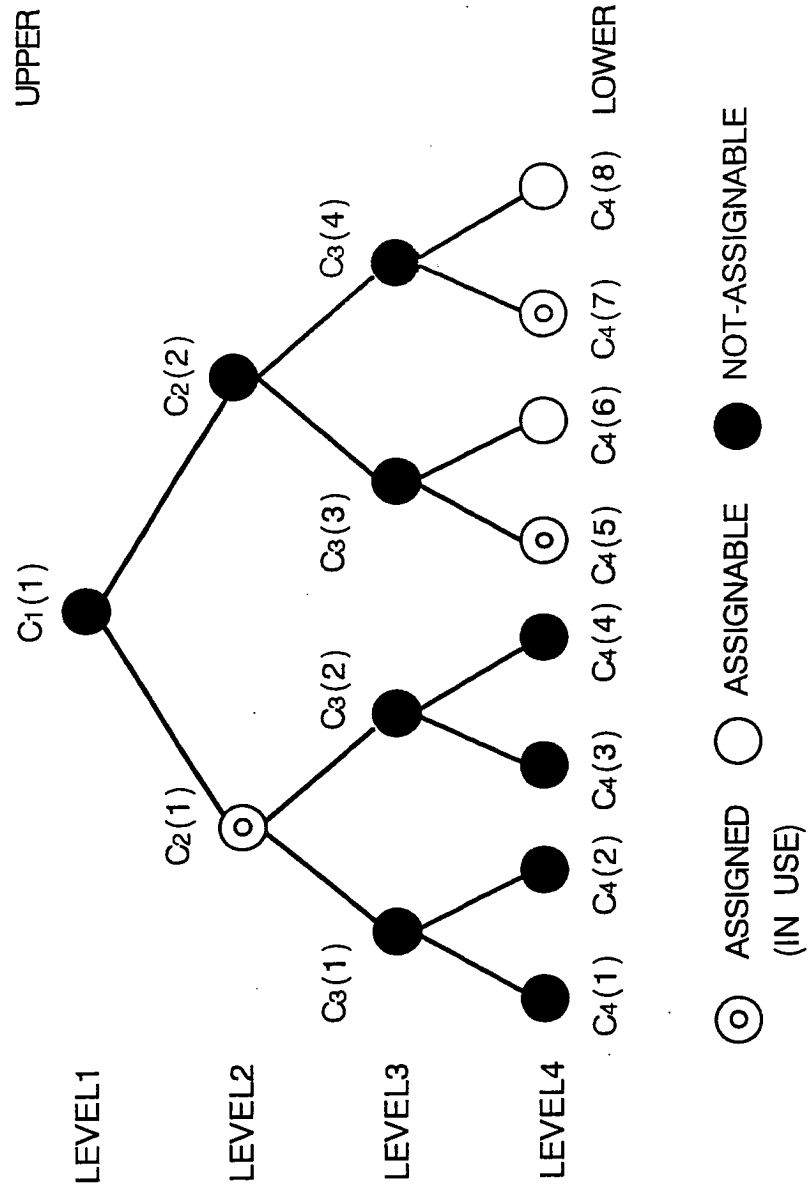 UPPER
LEVEL1
C1(1)
LEVEL2
C2(1)
C2(2)
LEVEL3
C3(1)
C3(2)
C3(3)
C3(4)
LEVEL4
C4(1)
C4(2)
C4(3)
C4(4)
C4(5)
C4(6)
C4(7)
C4(8)
LOWER
ASSIGNED
(IN USE)
ASSIGNABLE
NOT-ASSIGNABLE